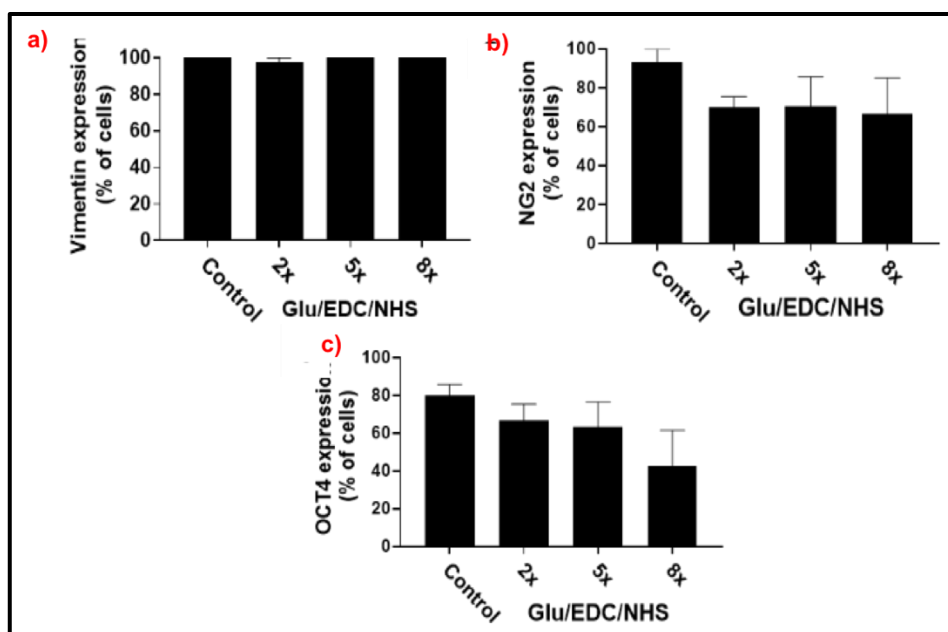 a)
Vimentin expression
(% of cells)
100
80
60
40
20
0
Control
2x
5x
8x
Glu/EDC/NHS
b)
NG2 expression
(% of cells)
100
80
60
40
20
0
Control
2x
5x
8x
Glu/EDC/NHS
c)
OCT4 expressio
(% of cells)
100
80
60
40
20
0
Control
2x
5x
8x
Glu/EDC/NHS